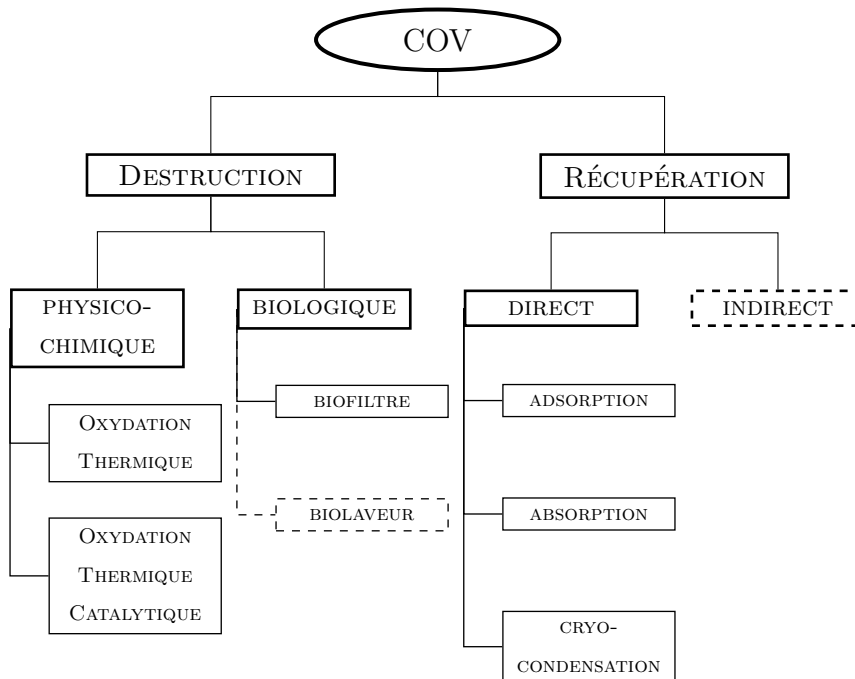 COV
Destruction
Récupération
physico-
chimique
biologique
direct
indirect
Oxydation
Thermique
Oxydation
Thermique
Catalytique
biofiltre
biolaveur
adsorption
absorption
cryo-
condensation